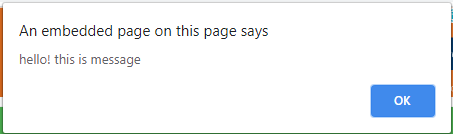 An embedded page on this page says
hello! this is message
OK